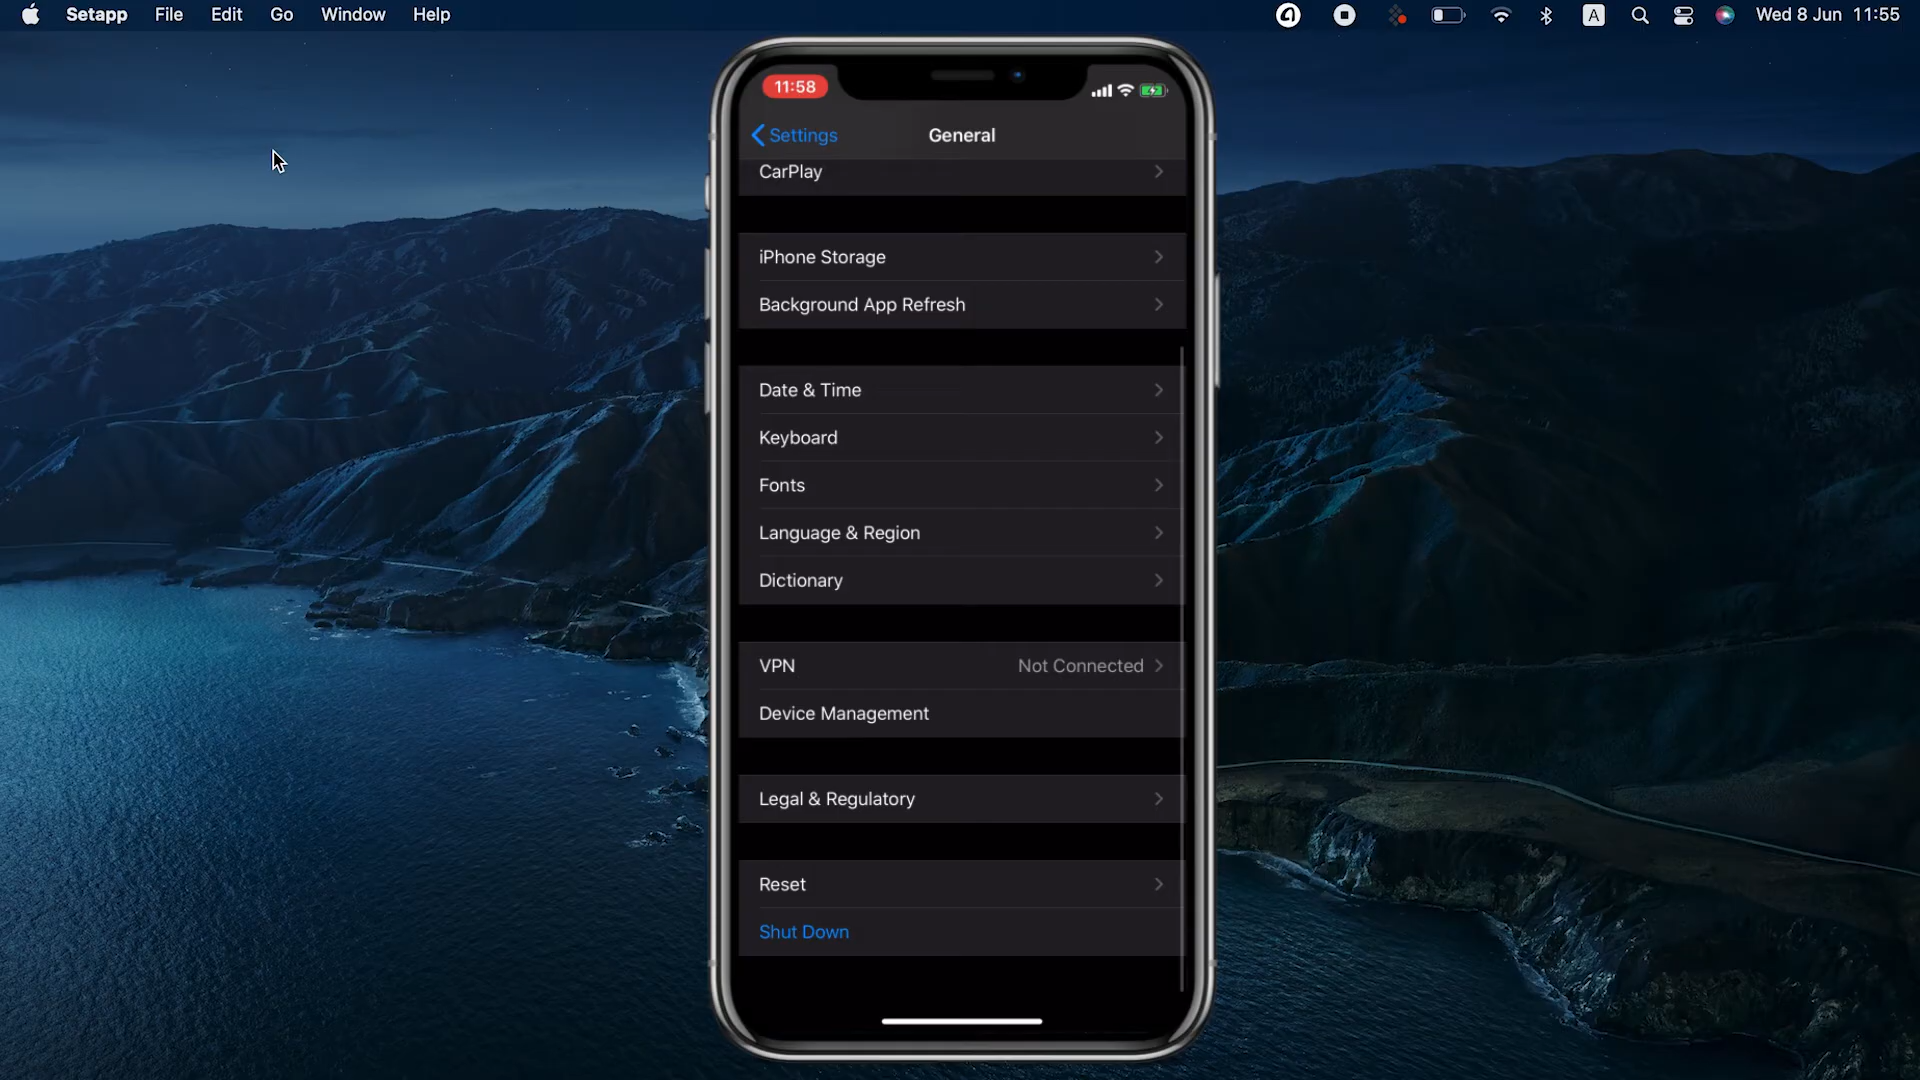 Setapp File Edit Go Window Help A Wed 8 Jun 11:55
11:58
Settings General
CarPlay
iPhone Storage
Background App Refresh
Date & Time
Keyboard
Fonts
Language & Region
Dictionary
VPN Not Connected
Device Management
Legal & Regulatory
Reset
Shut Down